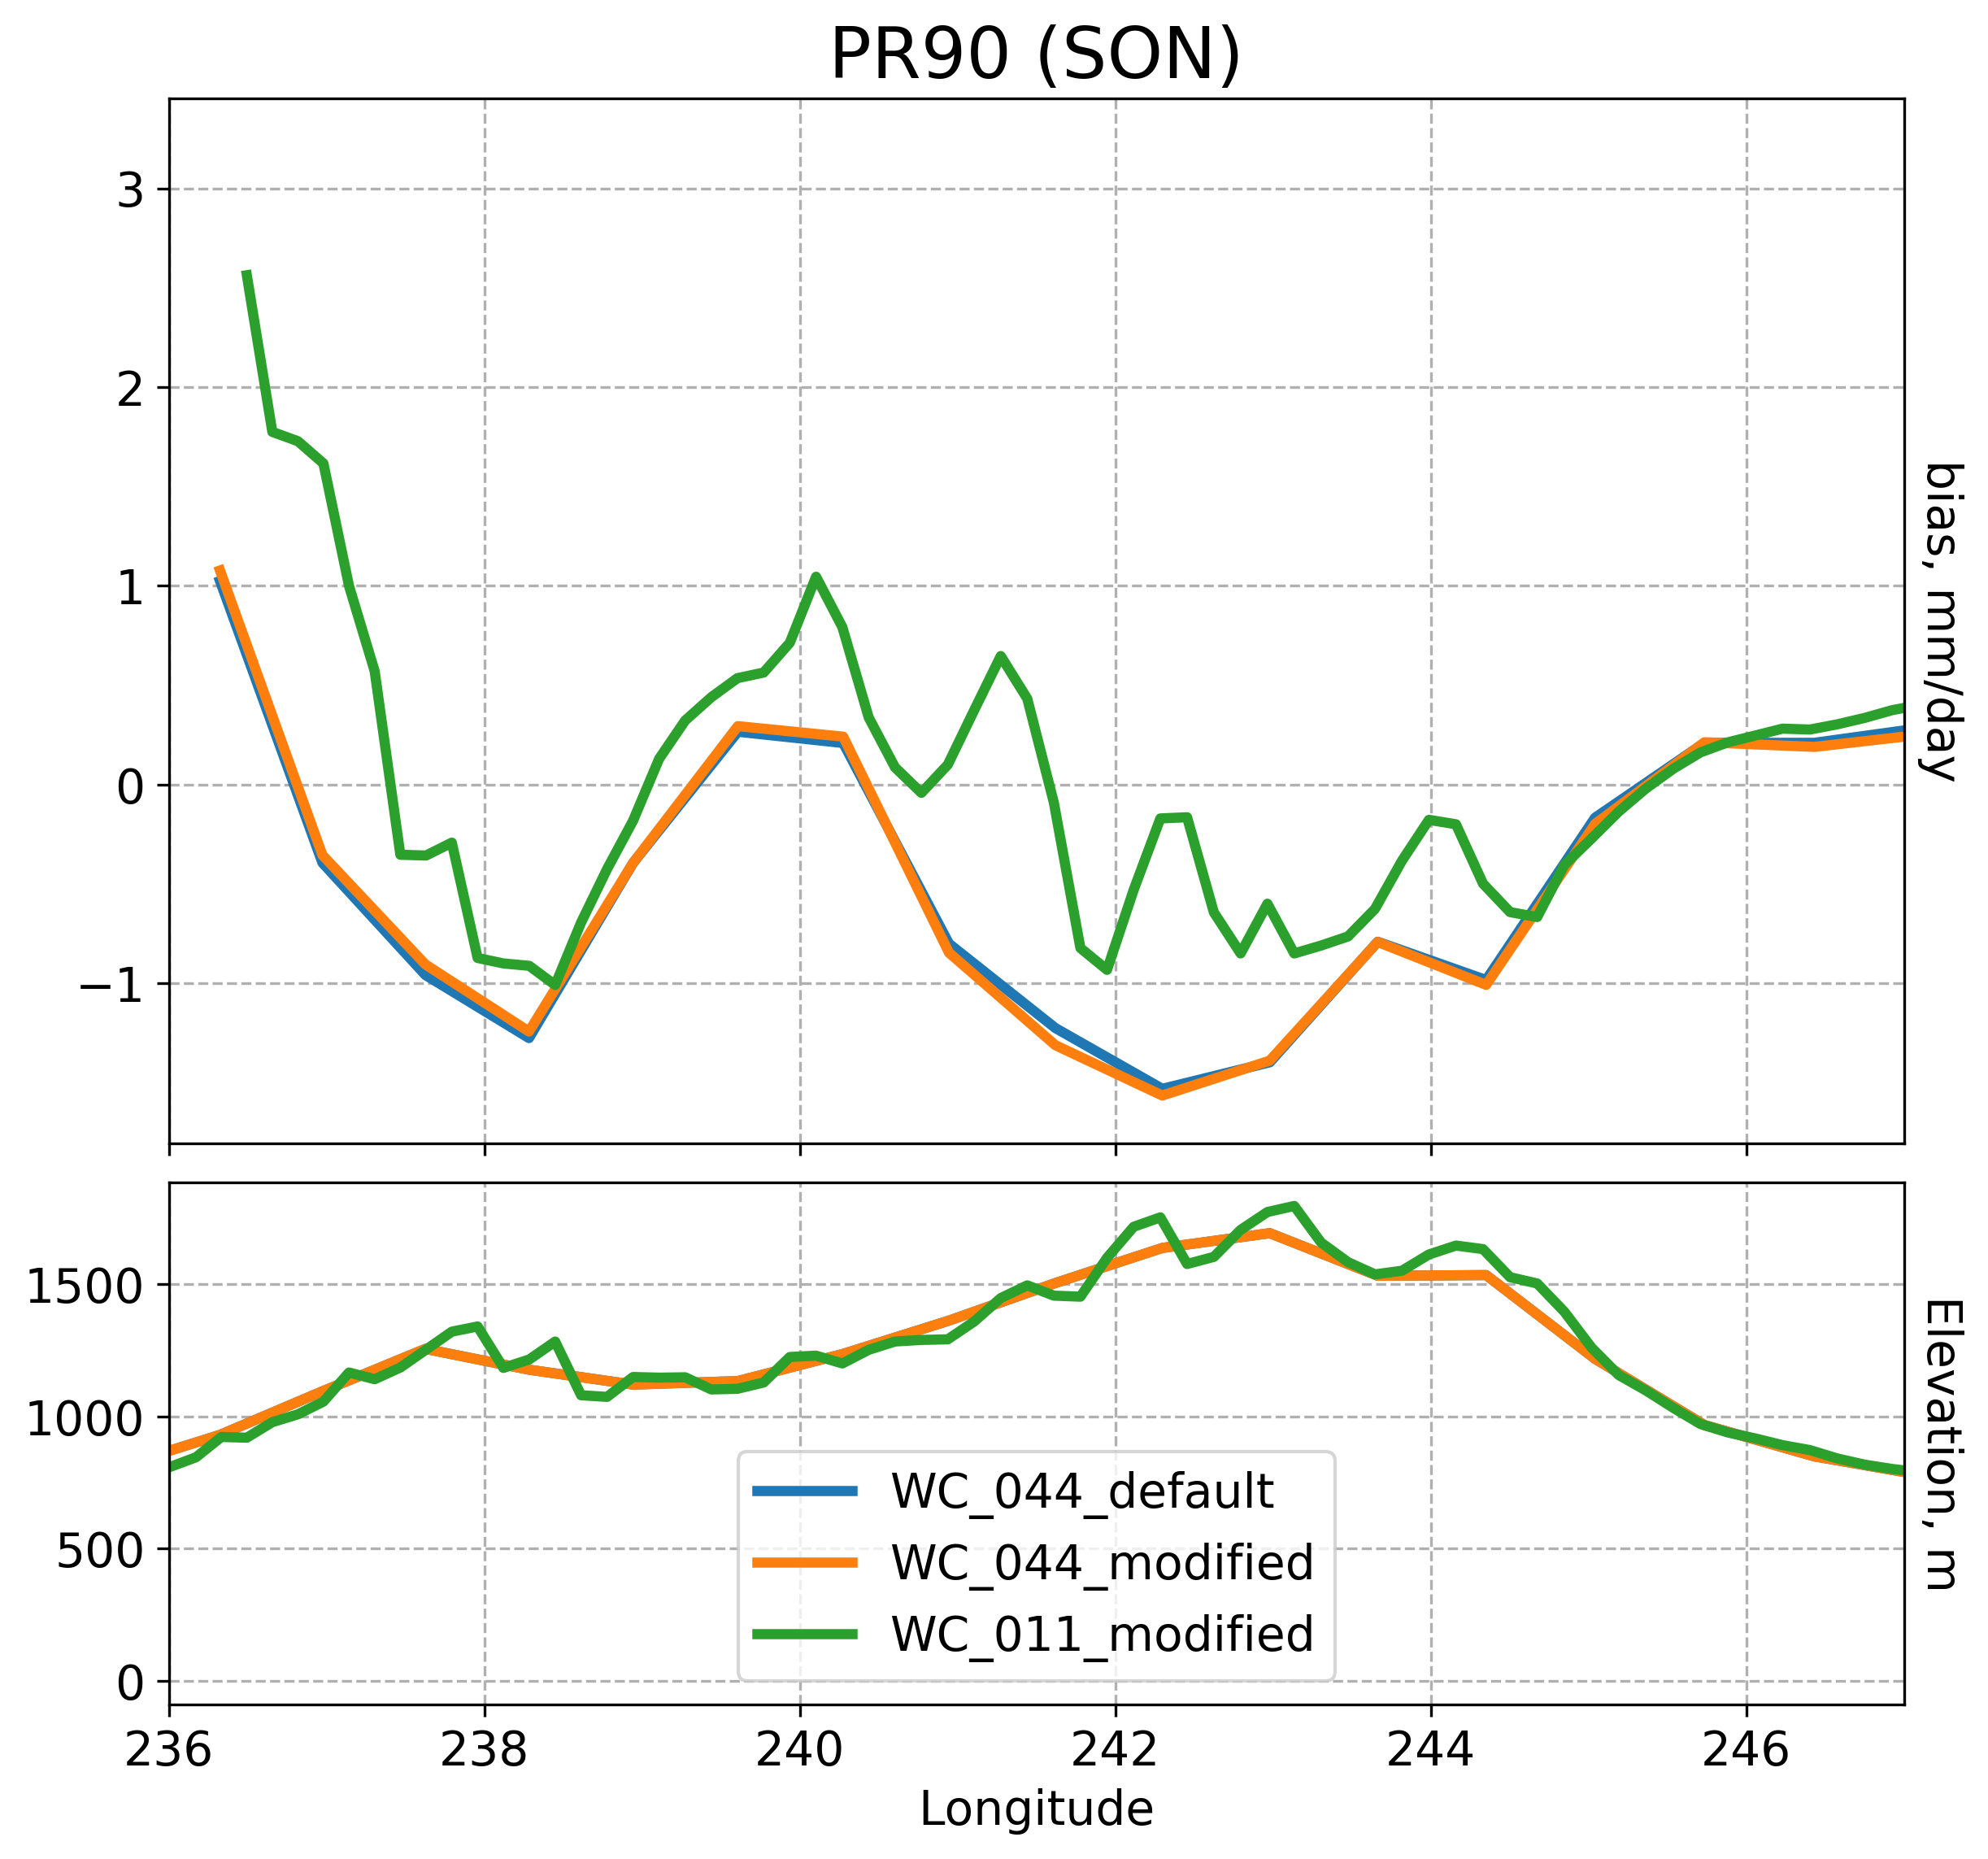 PR90 (SON)
3
2
1
0
−1
bias, mm/day
1500
1000
500
0
Elevation, m
WC_044_default
WC_044_modified
WC_011_modified
236 238 240 242 244 246
Longitude